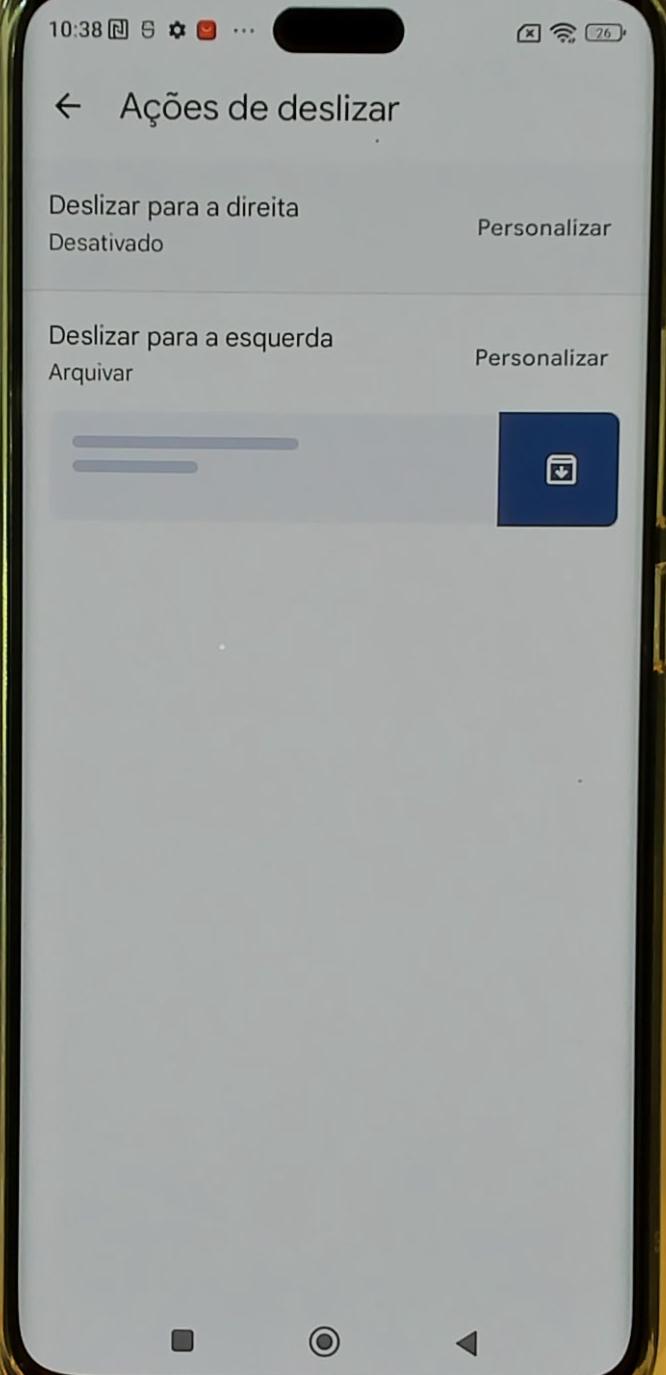 10:38
26
Ações de deslizar
Deslizar para a direita
Desativado
Personalizar
Deslizar para a esquerda
Arquivar
Personalizar